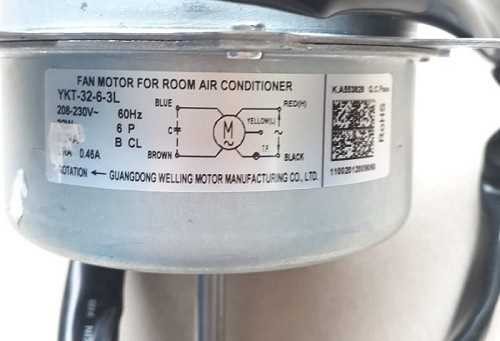 FAN MOTOR FOR ROOM AIR CONDITIONER
YKT-32-6-3L
208-230V~ 60Hz
6 P
B CL
0.46A
BLUE
RED(H)
YELLOW(L)
C
M
T.P.
BROWN
BLACK
ROTATION ← GUANGDONG WELLING MOTOR MANUFACTURING CO., LTD.
Q.C.Pass
RoHS